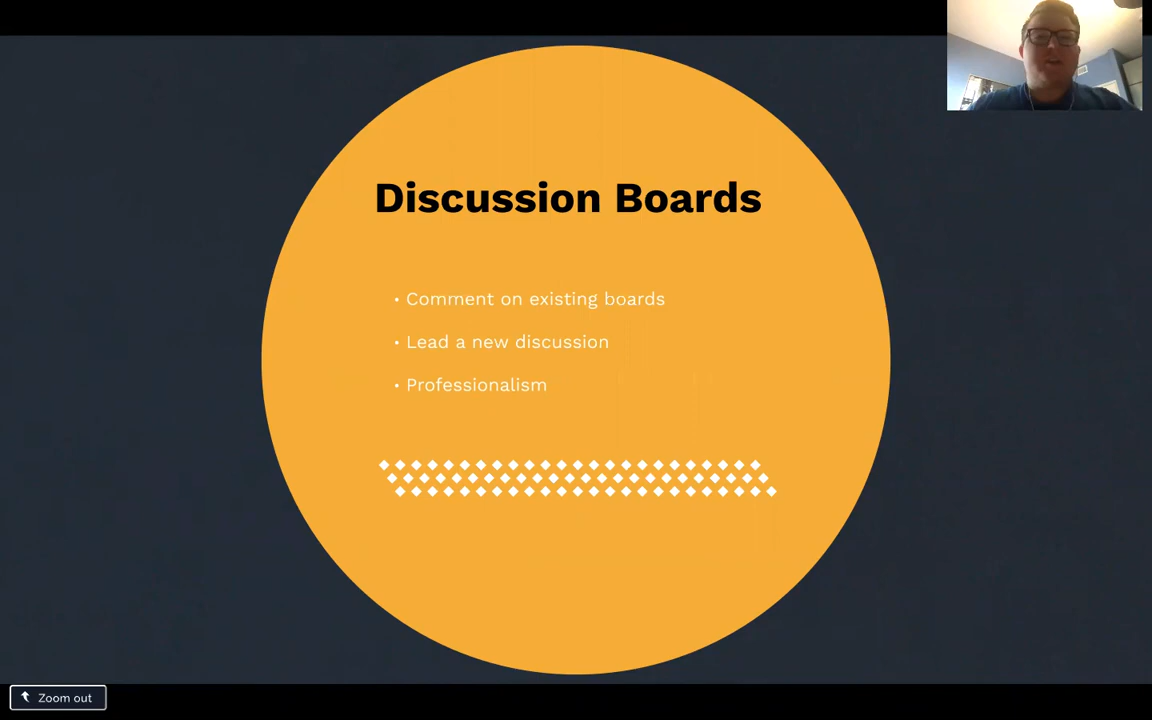 Discussion Boards
• Comment on existing boards
• Lead a new discussion
• Professionalism
Zoom out